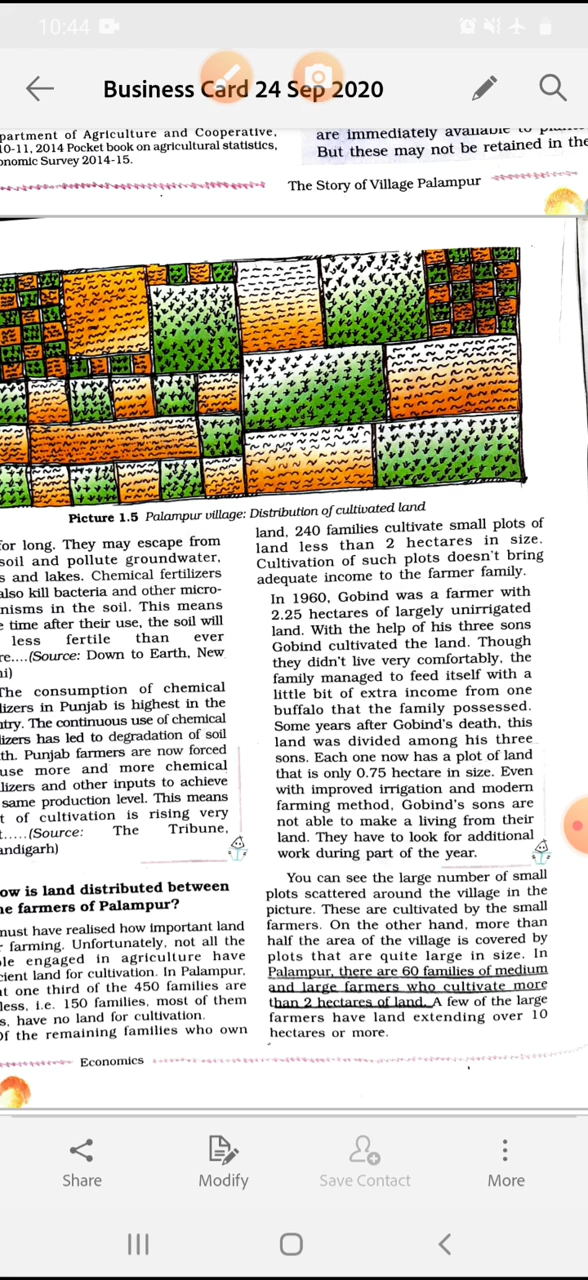 10:44
Business Card 24 Sep 2020
partment of Agriculture and Cooperative,
10-11, 2014 Pocket book on agricultural statistics,
onomic Survey 2014-15.
are immediately available to
But these may not be retained in the
The Story of Village Palampur
Picture 1.5 Palampur village: Distribution of cultivated land
for long. They may escape from
soil and pollute groundwater,
s and lakes. Chemical fertilizers
also kill bacteria and other micro-
nisms in the soil. This means
e time after their use, the soil will
less fertile than ever
re....(Source: Down to Earth, New
hi)
The consumption of chemical
lizers in Punjab is highest in the
ntry. The continuous use of chemical
lizers has led to degradation of soil
th. Punjab farmers are now forced
use more and more chemical
lizers and other inputs to achieve
same production level. This means
t of cultivation is rising very
t.....(Source: The Tribune,
andigarh)
ow is land distributed between
he farmers of Palampur?
must have realised how important land
r farming. Unfortunately, not all the
ple engaged in agriculture have
cient land for cultivation. In Palampur,
ut one third of the 450 families are
less, i.e. 150 families, most of them
s, have no land for cultivation.
Of the remaining families who own
land, 240 families cultivate small plots of
land less than 2 hectares in size.
Cultivation of such plots doesn't bring
adequate income to the farmer family.
In 1960, Gobind was a farmer with
2.25 hectares of largely unirrigated
land. With the help of his three sons
Gobind cultivated the land. Though
they didn't live very comfortably, the
family managed to feed itself with a
little bit of extra income from one
buffalo that the family possessed.
Some years after Gobind's death, this
land was divided among his three
sons. Each one now has a plot of land
that is only 0.75 hectare in size. Even
with improved irrigation and modern
farming method, Gobind's sons are
not able to make a living from their
land. They have to look for additional
work during part of the year.
You can see the large number of small
plots scattered around the village in the
picture. These are cultivated by the small
farmers. On the other hand, more than
half the area of the village is covered by
plots that are quite large in size. In
Palampur, there are 60 families of medium
and large farmers who cultivate more
than 2 hectares of land. A few of the large
farmers have land extending over 10
hectares or more.
Economics
Share
Modify
Save Contact
More